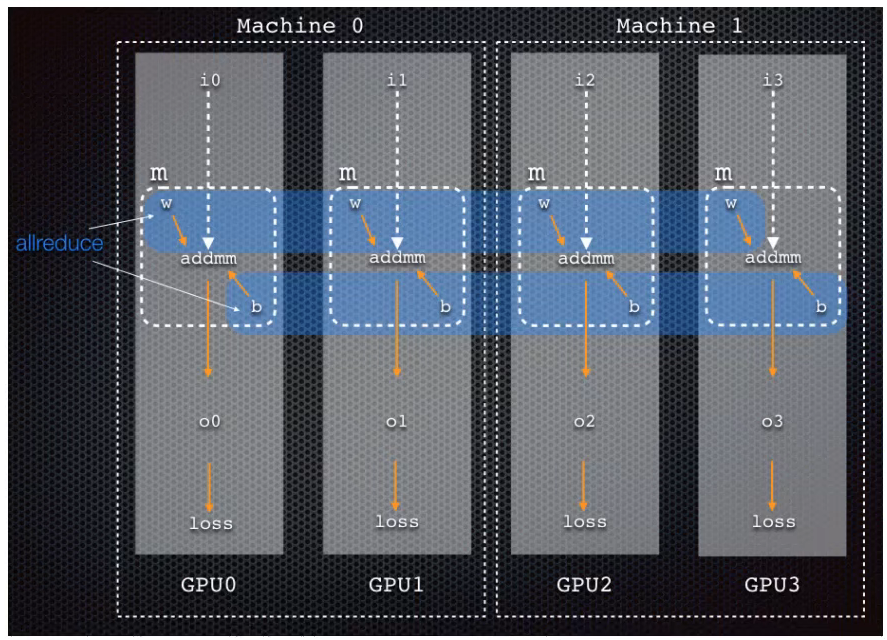 Machine 0
Machine 1
i0
i1
i2
i3
m
m
m
m
w
w
w
w
allreduce
addmm
addmm
addmm
addmm
b
b
b
b
o0
o1
o2
o3
loss
loss
loss
loss
GPU0
GPU1
GPU2
GPU3